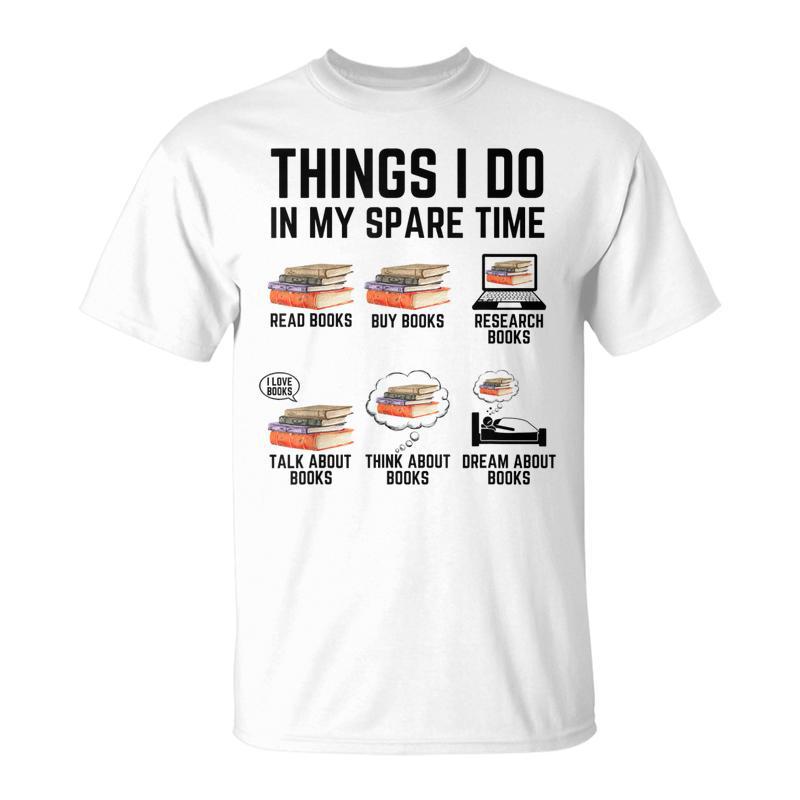 THINGS I DO
IN MY SPARE TIME
READ BOOKS
BUY BOOKS
RESEARCH
BOOKS
I LOVE
BOOKS
TALK ABOUT
BOOKS
THINK ABOUT
BOOKS
DREAM ABOUT
BOOKS